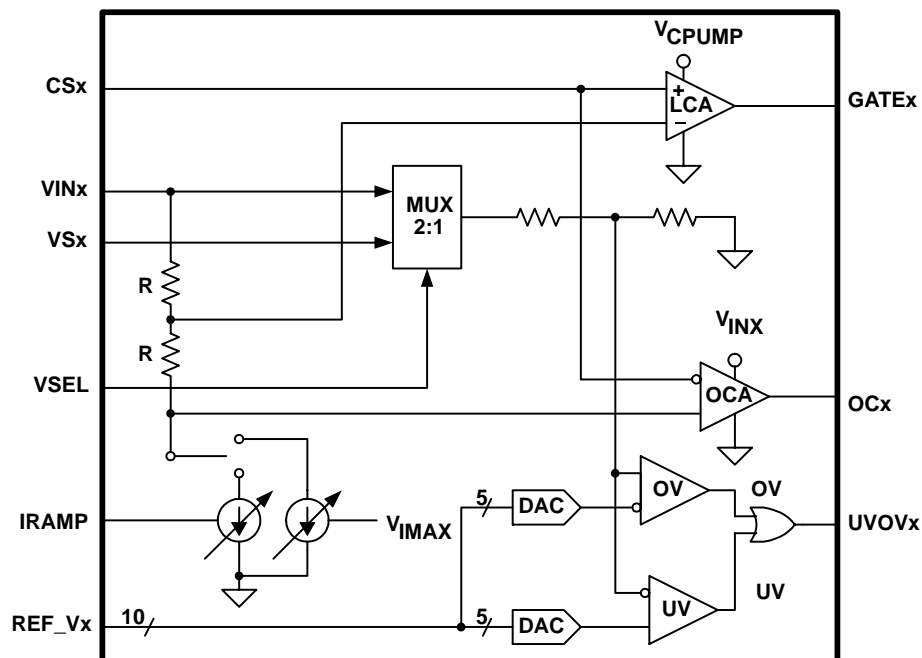 VCPUMP
CSx
+
LCA
−
GATEx
VINx
MUX
2:1
VSx
R
R
VINX
VSEL
OCA
OCx
5
DAC
OV
OV
IRAMP
VIMAX
UVOVx
REF_Vx
10
5
DAC
UV
UV